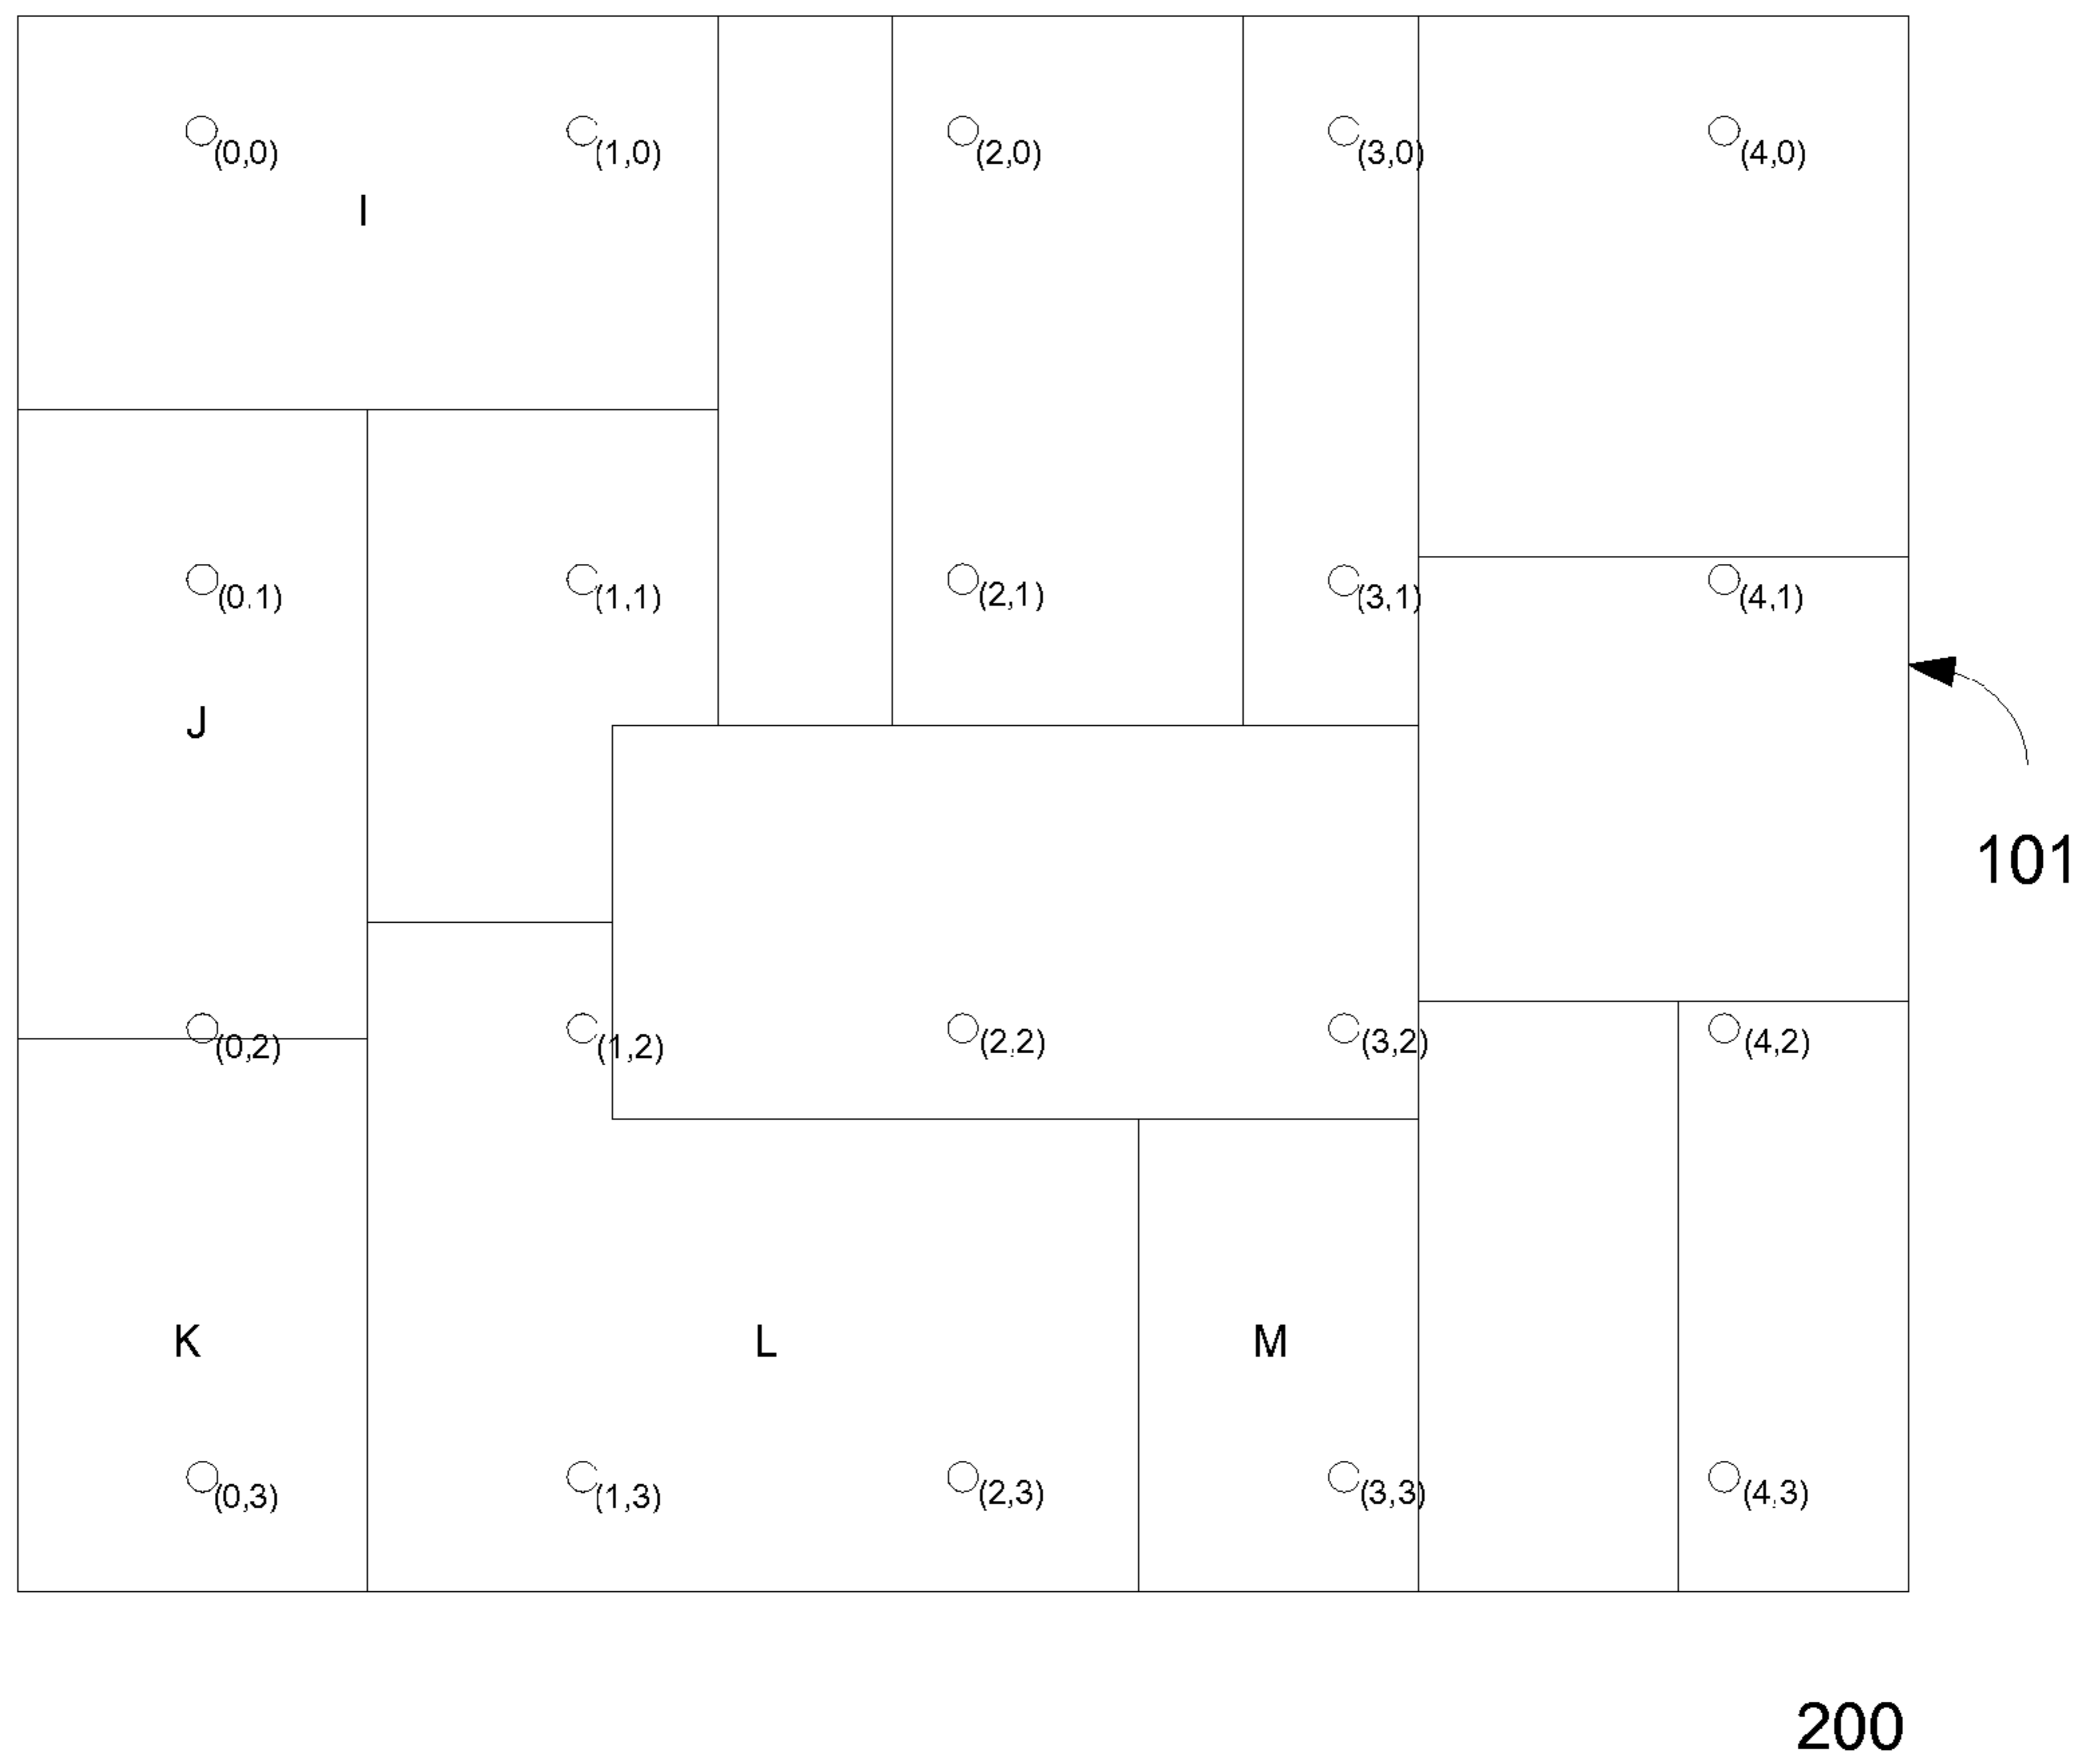 (0,0) (1,0) (2,0) (3,0) (4,0)
I
(0,1) (1,1) (2,1) (3,1) (4,1)
J
101
(0,2) (1,2) (2,2) (3,2) (4,2)
K L M
(0,3) (1,3) (2,3) (3,3) (4,3)
200